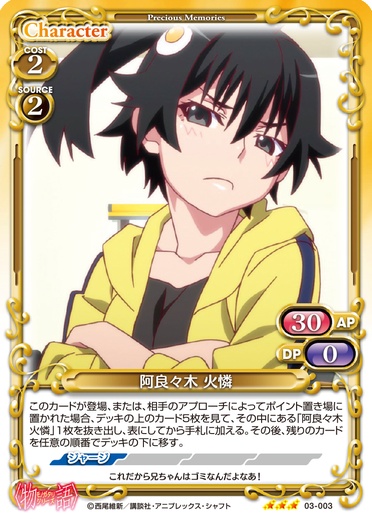 Precious Memories
Character
COST
2
SOURCE
2
30 AP
DP 0
阿良々木 火憐
このカードが登場、または、相手のアプローチによってポイント置き場に
置かれた場合、デッキの上のカード5枚を見て、その中にある「阿良々木
火憐」1枚を抜き出し、表にしてから手札に加える。その後、残りのカード
を任意の順番でデッキの下に移す。
ジャージ
これだから兄ちゃんはゴミなんだよなあ!
物語
©西尾維新/講談社・アニプレックス・シャフト
03-003